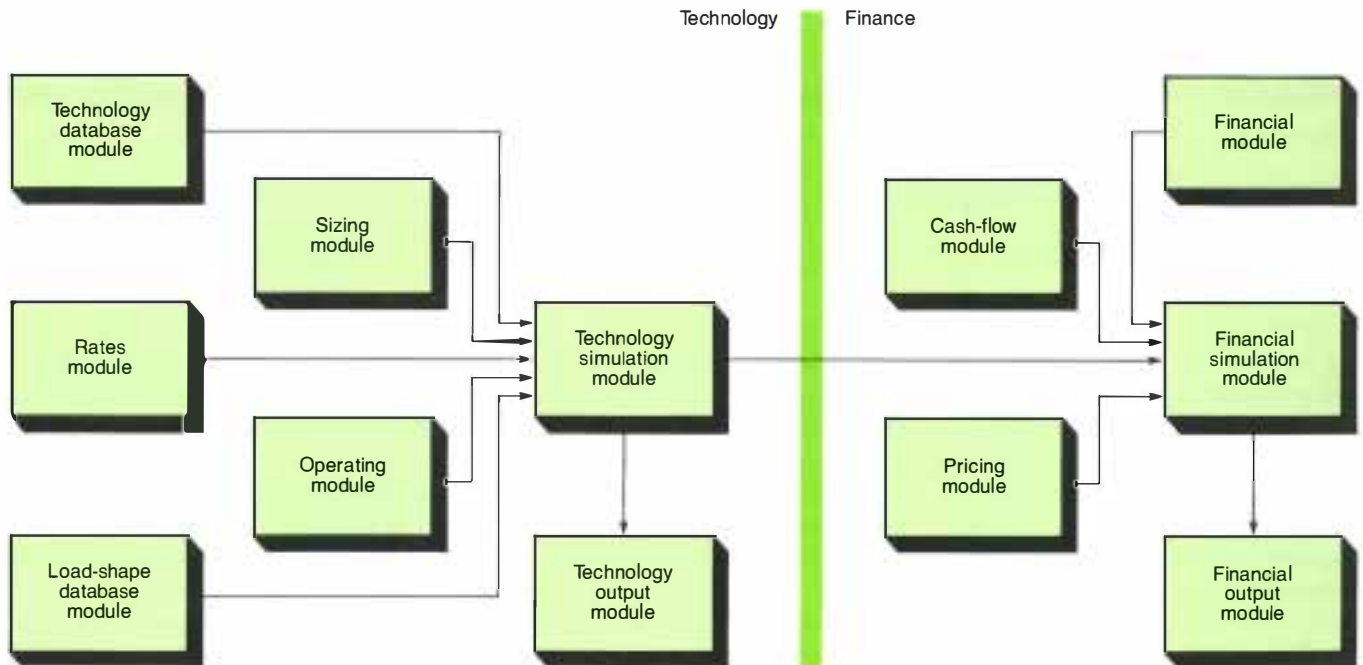 Technology
Finance
Technology
database
module
Financial
module
Sizing
module
Cash-flow
module
Rates
module
Technology
simulation
module
Financial
simulation
module
Operating
module
Pricing
module
Load-shape
database
module
Technology
output
module
Financial
output
module